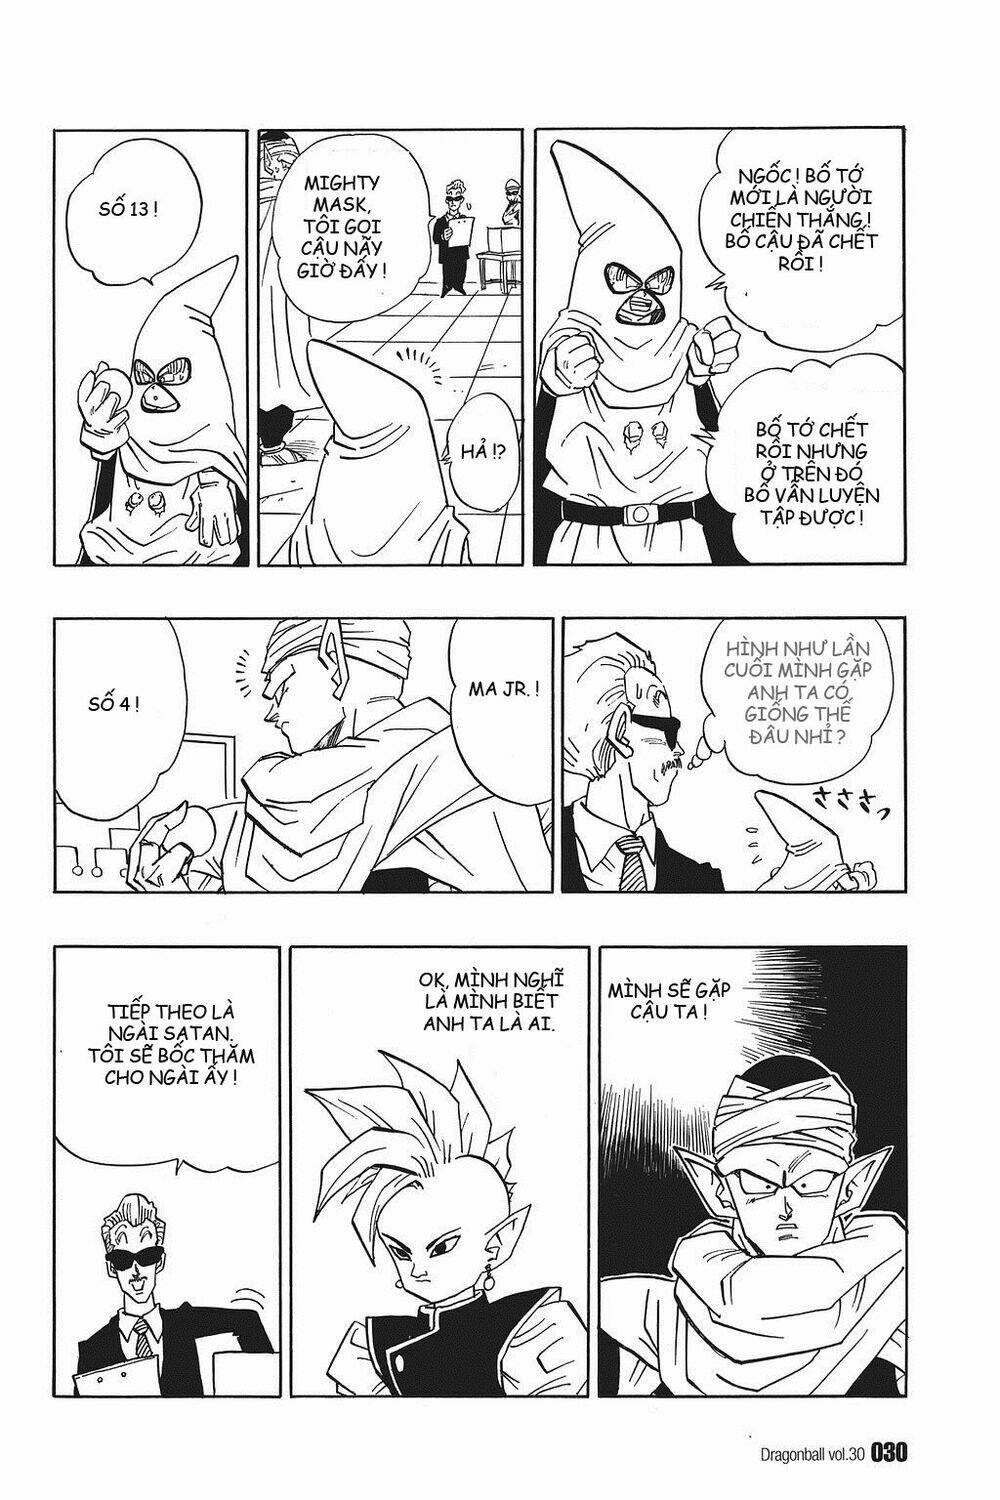 NGỐC ! BỐ TỚ
MỚI LÀ NGƯỜI
CHIẾN THẮNG !
BỐ CẬU ĐÃ CHẾT
RỒI !
BỐ TỚ CHẾT
RỒI NHƯNG
Ở TRÊN ĐÓ
BỐ VẪN LUYỆN
TẬP ĐƯỢC !
MIGHTY
MASK,
TÔI GỌI
CẬU NÃY
GIỜ ĐẤY !
HẢ !?
SỐ 13 !
HÌNH NHƯ LẦN
CUỐI MÌNH GẶP
ANH TA CÓ
GIỐNG THẾ
ĐÂU NHỈ ?
ささささっ
MA JR. !
SỐ 4 !
MÌNH SẼ GẶP
CẬU TA !
OK, MÌNH NGHĨ
LÀ MÌNH BIẾT
ANH TA LÀ AI.
TIẾP THEO LÀ
NGÀI SATAN.
TÔI SẼ BỐC THĂM
CHO NGÀI ẤY !
Dragonball vol.30 030